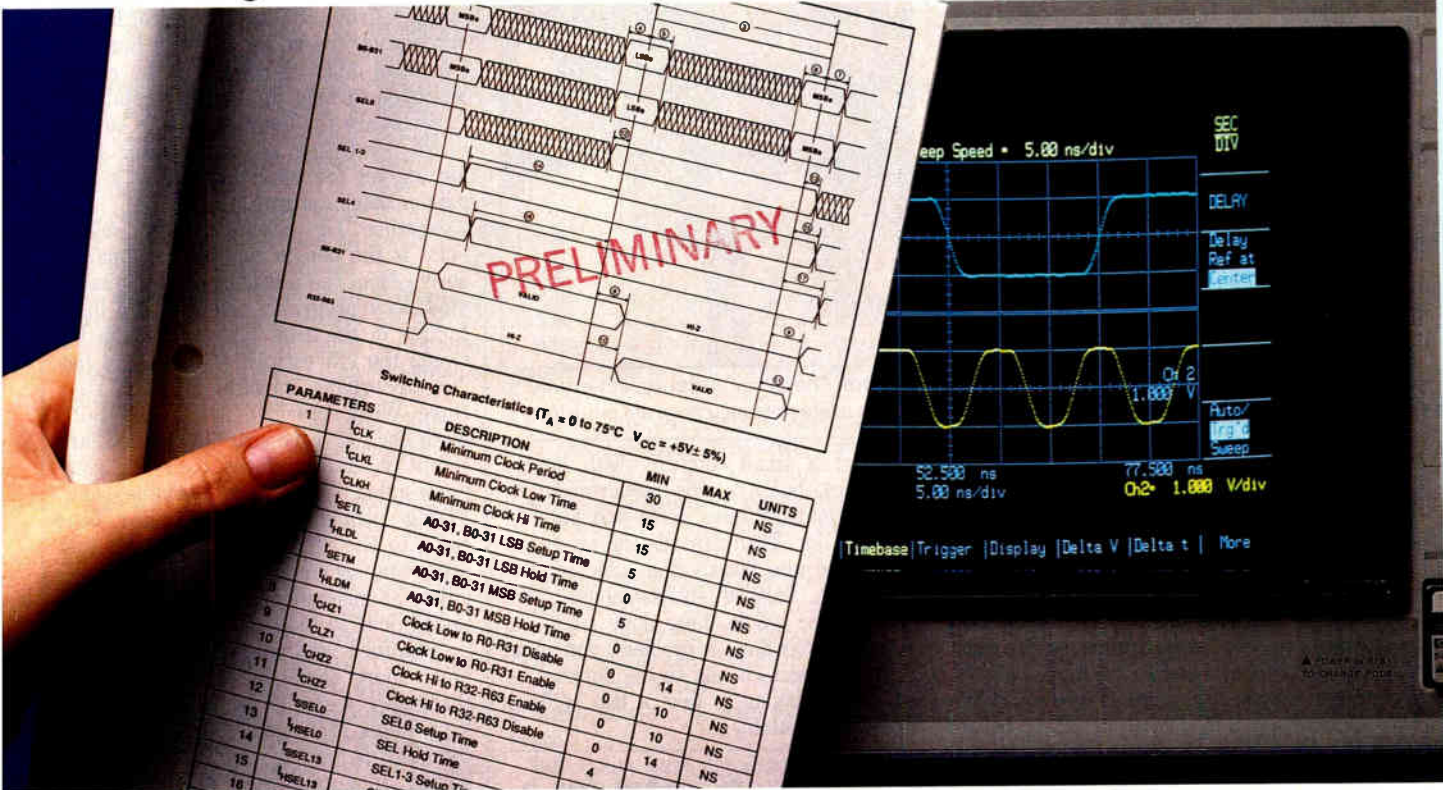 MSBs
LSBs
MSBs
B0-B31
MSBs
LSBs
MSBs
SEL0
SEL 1-3
SEL4
VALID
HI-Z
R32-R63
HI-Z
VALID
PRELIMINARY
Switching Characteristics (TA = 0 to 75°C VCC = +5V± 5%)
PARAMETERS DESCRIPTION MIN MAX UNITS
1 tCLK Minimum Clock Period 30 NS
tCLKL Minimum Clock Low Time 15 NS
tCLKH Minimum Clock Hi Time 15 NS
tSETL A0-31, B0-31 LSB Setup Time 5 NS
tHLDL A0-31, B0-31 LSB Hold Time 0 NS
tSETM A0-31, B0-31 MSB Setup Time 5 NS
8 tHLDM A0-31, B0-31 MSB Hold Time 0 NS
9 tCHZ1 Clock Low to R0-R31 Disable 0 14 NS
10 tCLZ1 Clock Low to R0-R31 Enable 0 10 NS
11 tCHZ2 Clock Hi to R32-R63 Enable 0 10 NS
12 tCHZ2 Clock Hi to R32-R63 Disable 0 14 NS
13 tSSEL0 SEL0 Setup Time 4
14 tHSEL0 SEL Hold Time
15 tSSEL13 SEL1-3 Setup
16 tHSEL13
eep Speed = 5.00 ns/div
SEC
DIV
DELAY
Delay
Ref at
Center
Ch 2
1.000 V
Auto/
Trg'd
Sweep
52.500 ns 77.500 ns
5.00 ns/div Ch2= 1.000 V/div
Timebase|Trigger |Display |Delta V |Delta t | More